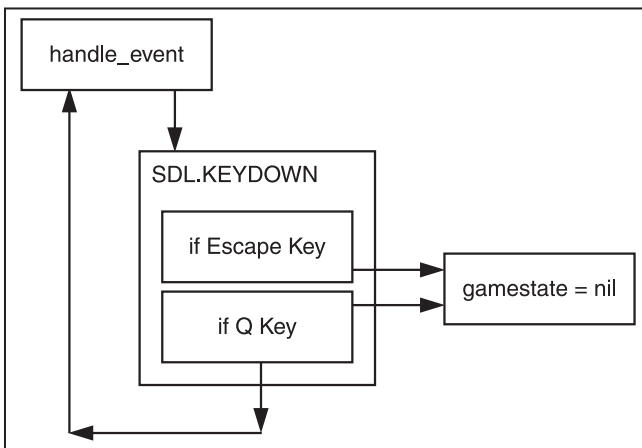 handle_event
SDL.KEYDOWN
if Escape Key
if Q Key
gamestate = nil